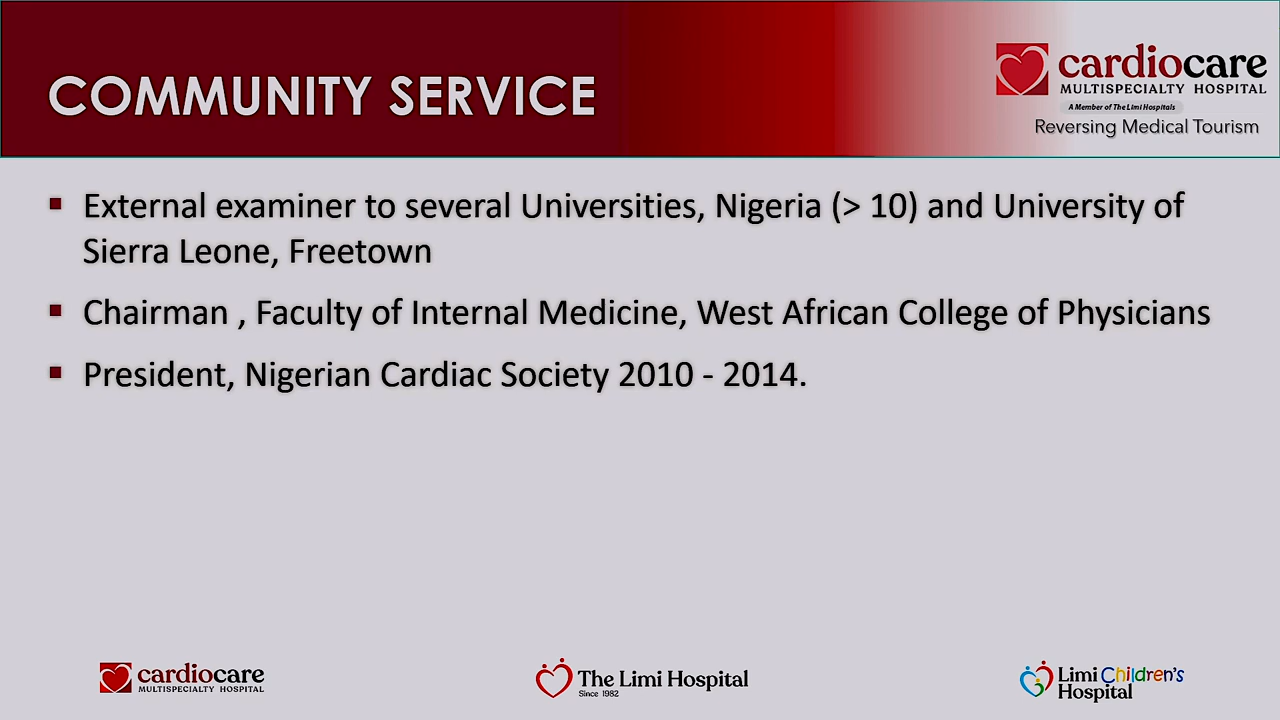 COMMUNITY SERVICE
cardiocare
MULTISPECIALTY HOSPITAL
A Member of The Limi Hospitals
Reversing Medical Tourism
External examiner to several Universities, Nigeria (> 10) and University of
Sierra Leone, Freetown
Chairman , Faculty of Internal Medicine, West African College of Physicians
President, Nigerian Cardiac Society 2010 - 2014.
cardiocare
MULTISPECIALTY HOSPITAL
The Limi Hospital
Since 1982
Limi Children's
Hospital